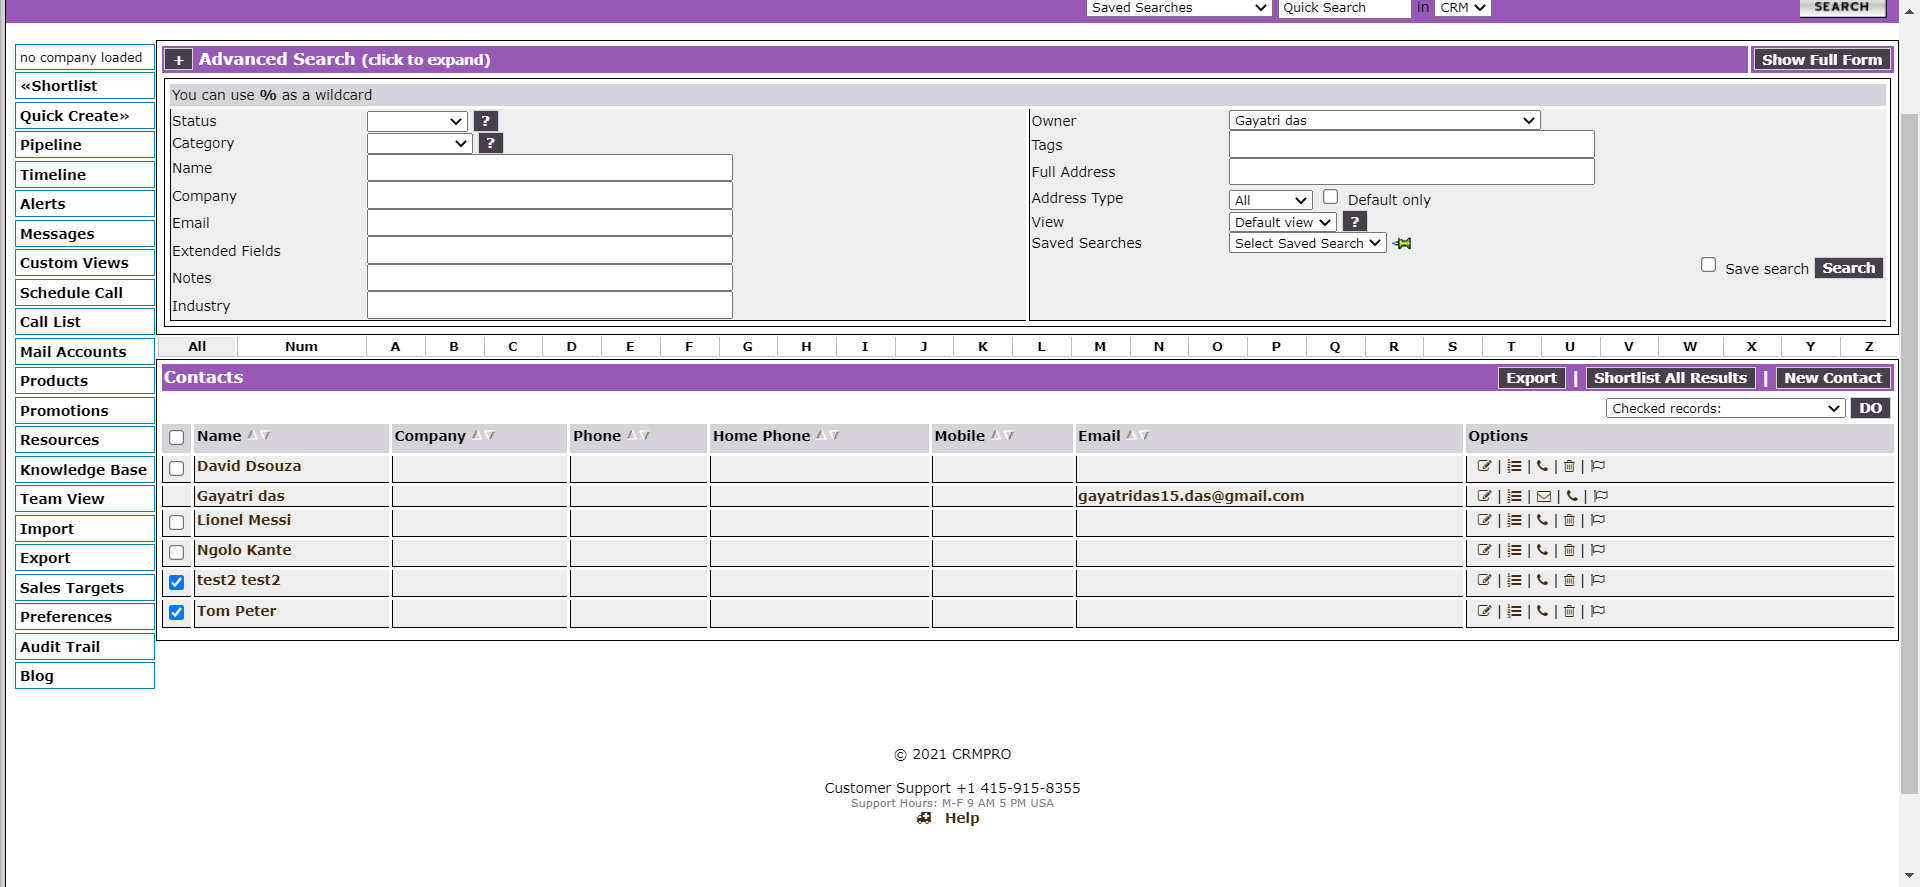 Saved Searches Quick Search in CRM SEARCH
no company loaded
«Shortlist
Quick Create»
Pipeline
Timeline
Alerts
Messages
Custom Views
Schedule Call
Call List
Mail Accounts
Products
Promotions
Resources
Knowledge Base
Team View
Import
Export
Sales Targets
Preferences
Audit Trail
Blog
+ Advanced Search (click to expand) Show Full Form
You can use % as a wildcard
Status ?
Category ?
Name
Company
Email
Extended Fields
Notes
Industry
Owner Gayatri das
Tags
Full Address
Address Type All Default only
View Default view ?
Saved Searches Select Saved Search
Save search Search
All Num A B C D E F G H I J K L M N O P Q R S T U V W X Y Z
Contacts Export | Shortlist All Results | New Contact
Checked records: DO
Name Company Phone Home Phone Mobile Email Options
David Dsouza | | | |
Gayatri das gayatridas15.das@gmail.com | | | |
Lionel Messi | | | |
Ngolo Kante | | | |
test2 test2 | | | |
Tom Peter | | | |
© 2021 CRMPRO
Customer Support +1 415-915-8355
Support Hours: M-F 9 AM 5 PM USA
Help